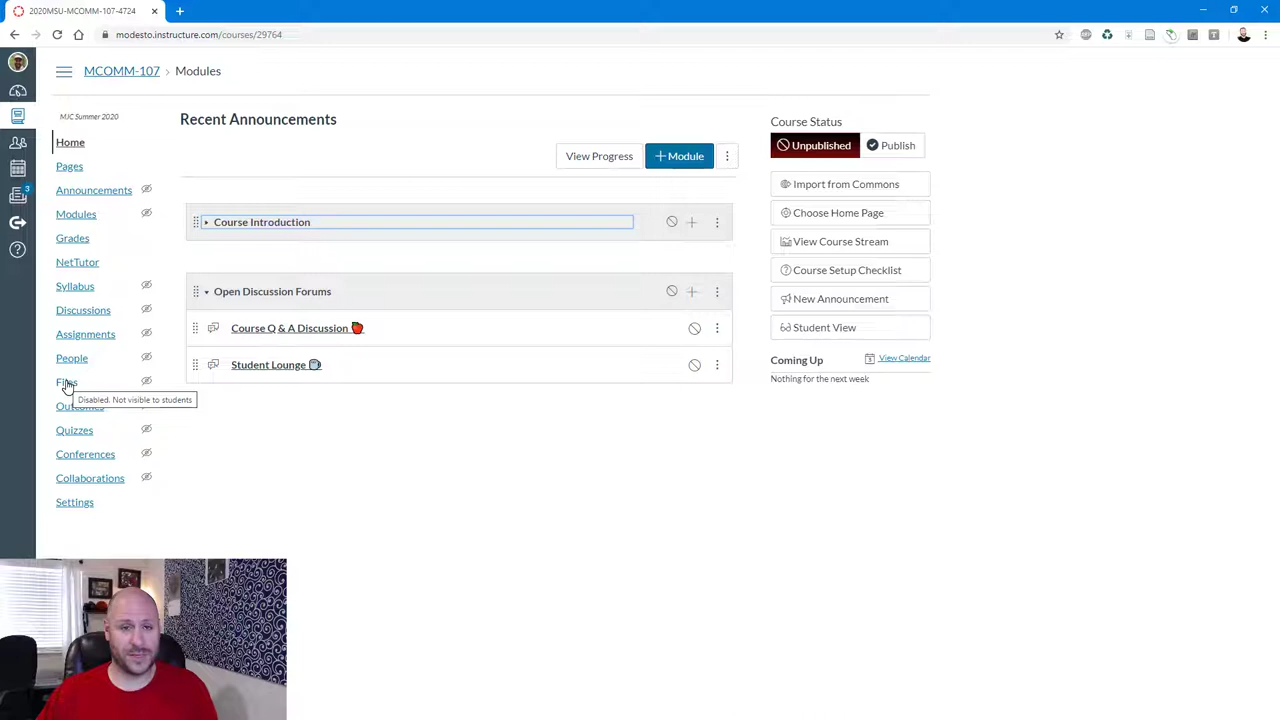 2020MSU-MCOMM-107-4724
modesto.instructure.com/courses/29764
MCOMM-107 > Modules
MJC Summer 2020
Home
Pages
Announcements
Modules
Grades
NetTutor
Syllabus
Discussions
Assignments
People
Files
Disabled. Not visible to students
Outcomes
Quizzes
Conferences
Collaborations
Settings
3
Recent Announcements
View Progress
+ Module
Course Introduction
Open Discussion Forums
Course Q & A Discussion
Student Lounge
Course Status
Unpublished
Publish
Import from Commons
Choose Home Page
View Course Stream
Course Setup Checklist
New Announcement
Student View
Coming Up
View Calendar
Nothing for the next week